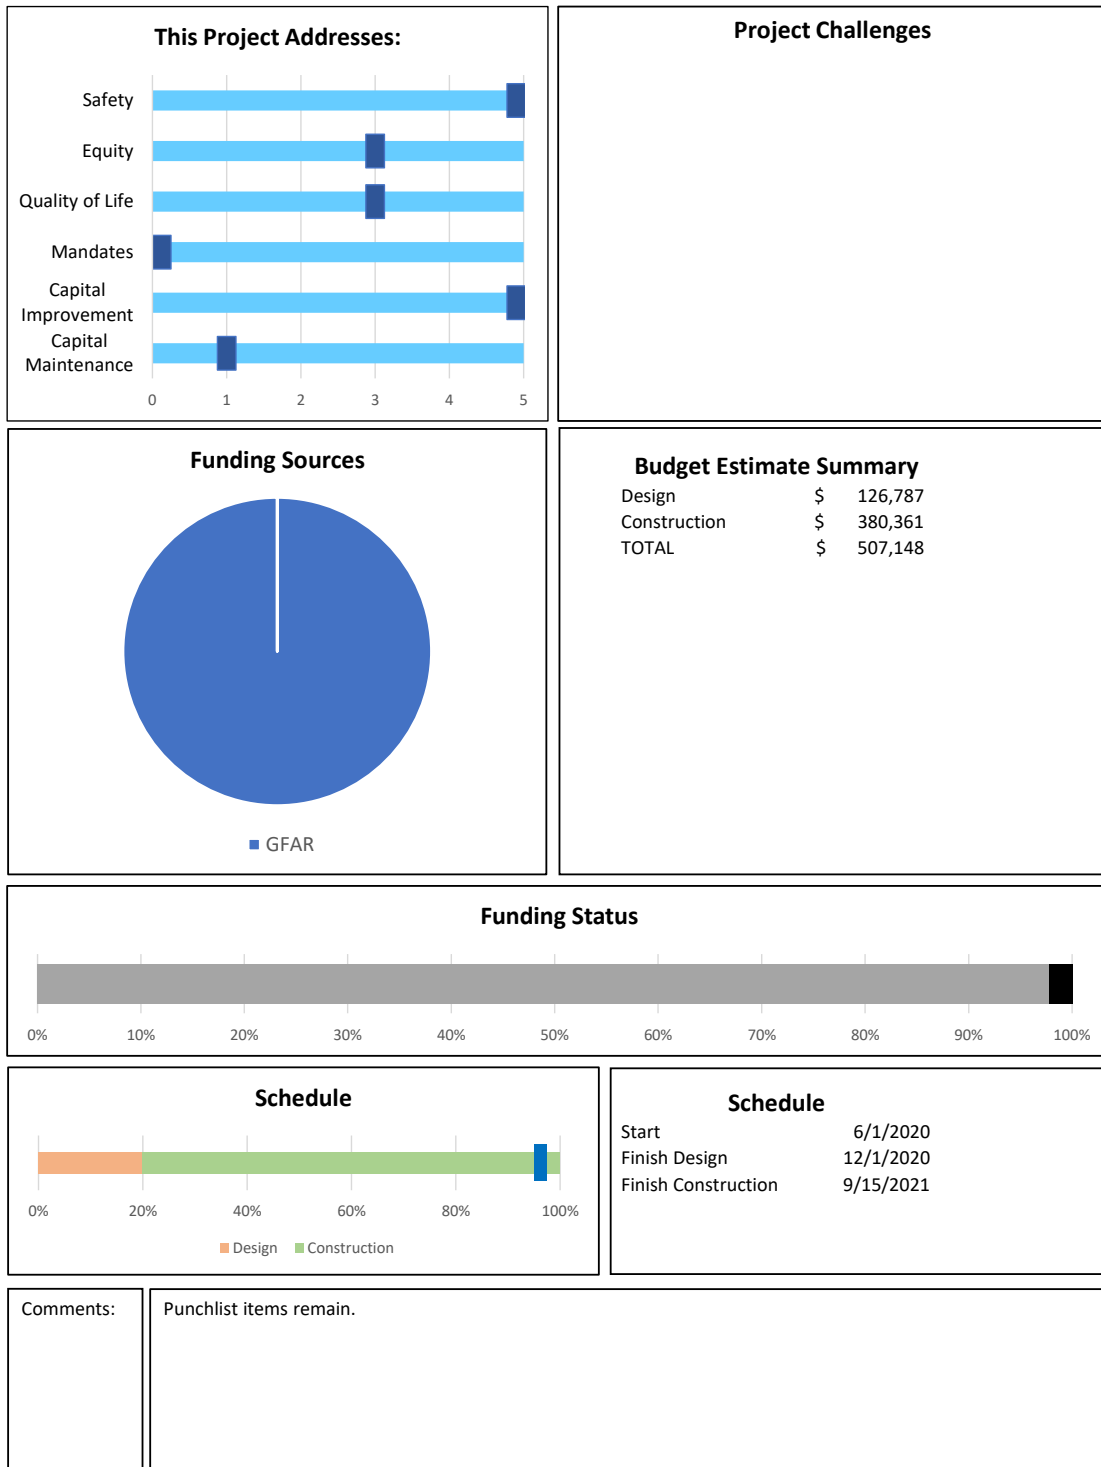 This Project Addresses:
Safety
Equity
Quality of Life
Mandates
Capital
Improvement
Capital
Maintenance
0 1 2 3 4 5
Project Challenges
Funding Sources
GFAR
Budget Estimate Summary
Design $ 126,787
Construction $ 380,361
TOTAL $ 507,148
Funding Status
0% 10% 20% 30% 40% 50% 60% 70% 80% 90% 100%
Schedule
0% 20% 40% 60% 80% 100%
Design Construction
Schedule
Start 6/1/2020
Finish Design 12/1/2020
Finish Construction 9/15/2021
Comments:
Punchlist items remain.